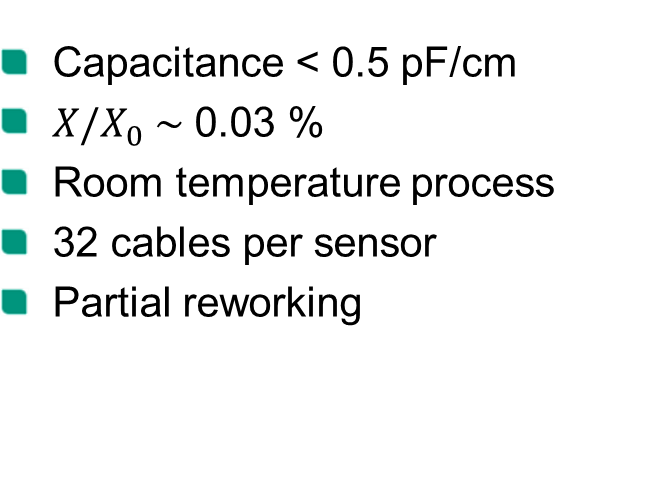 Capacitance < 0.5 pF/cm
X/X₀ ~ 0.03 %
Room temperature process
32 cables per sensor
Partial reworking